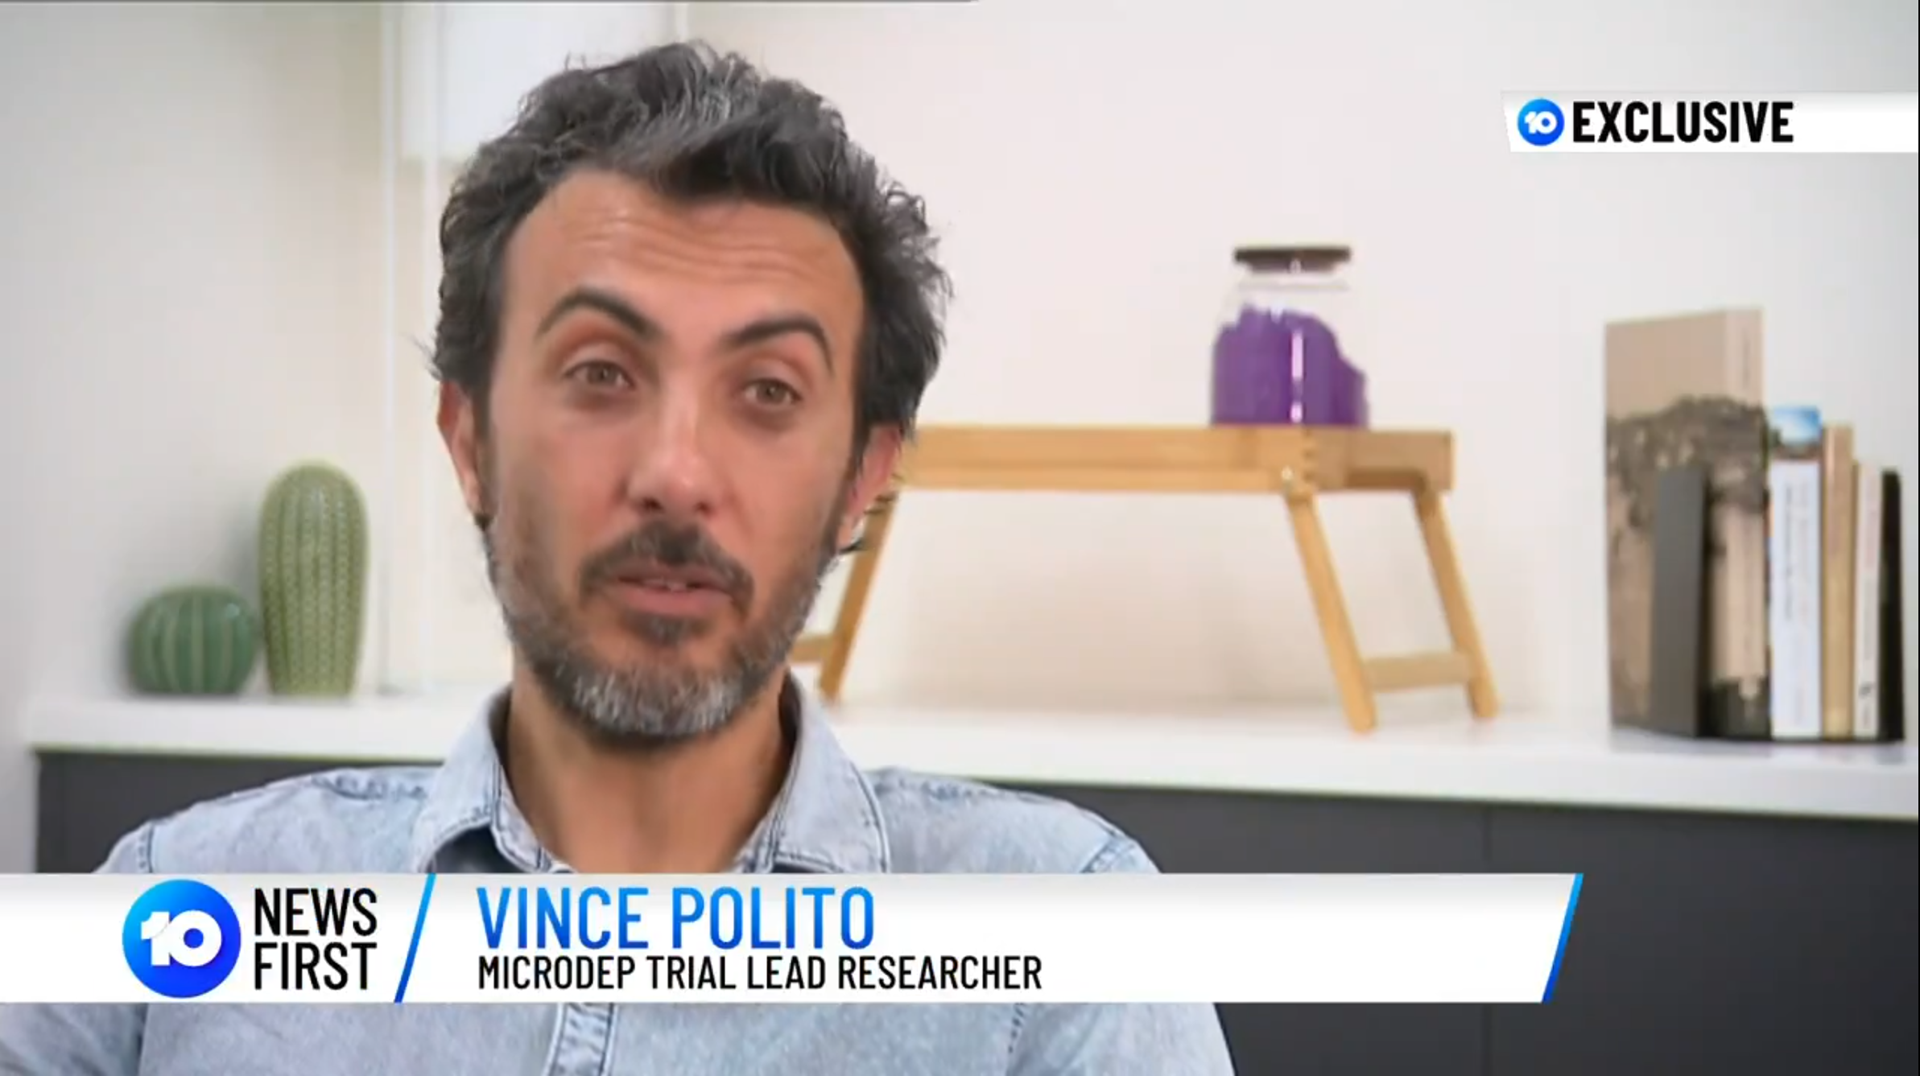 10 EXCLUSIVE
10 NEWS FIRST
VINCE POLITO
MICRODEP TRIAL LEAD RESEARCHER